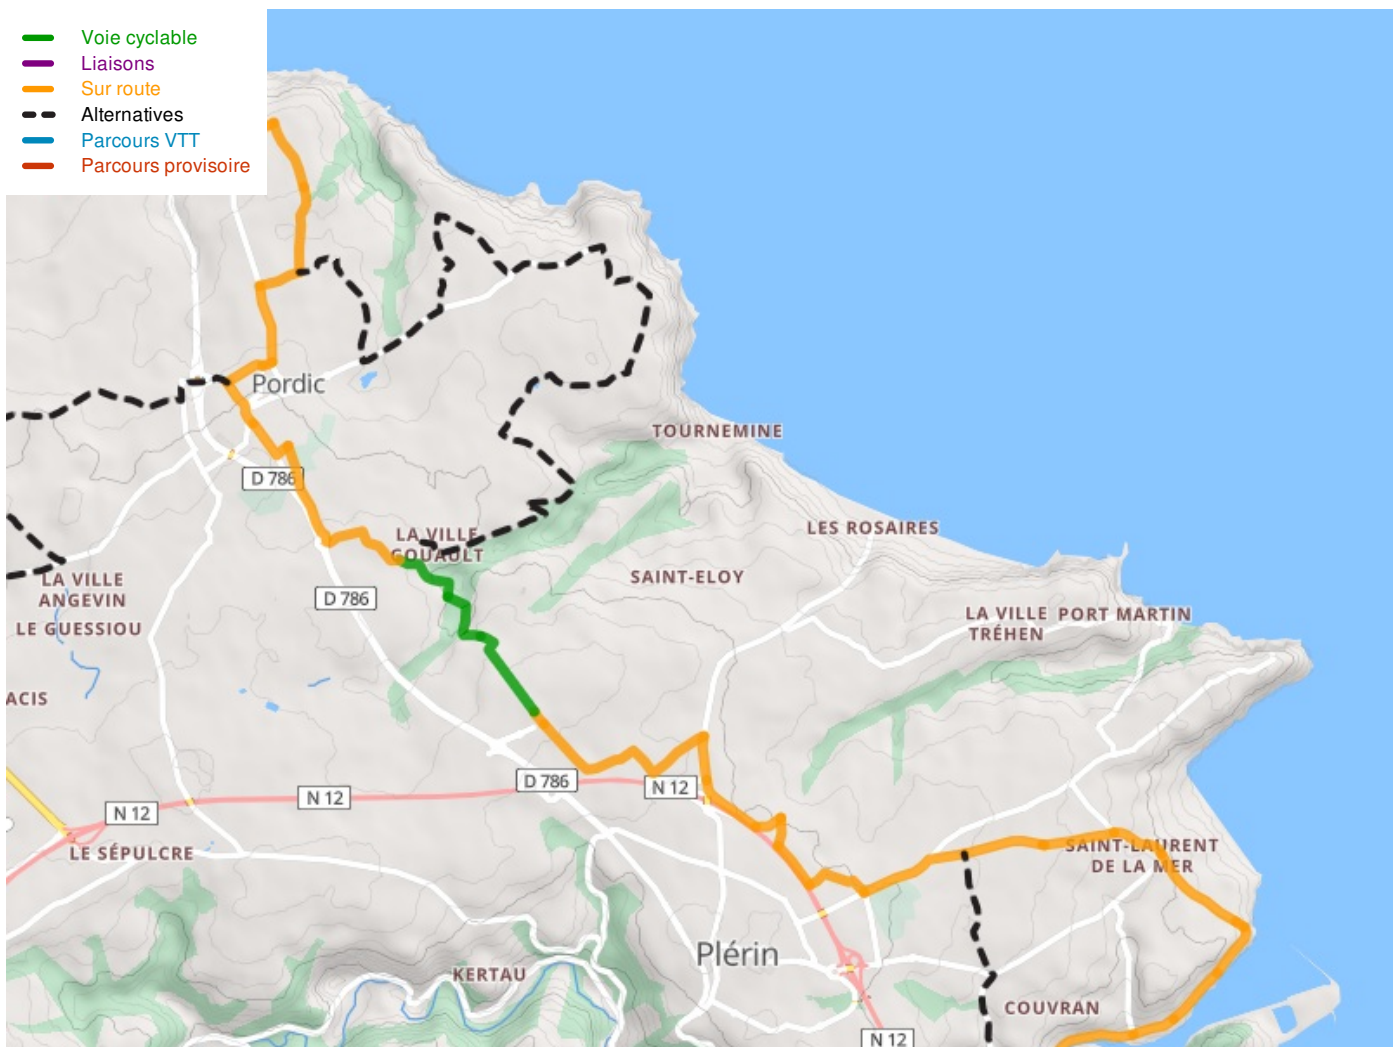 Voie cyclable
Liaisons
Sur route
Alternatives
Parcours VTT
Parcours provisoire
Pordic
TOURNEMINE
D 786
LES ROSAIRES
LA VILLE
GOUAULT
SAINT-ELOY
LA VILLE
ANGEVIN
D 786
LA VILLE
TRÉHEN
PORT MARTIN
LE GUESSIOU
ACIS
D 786
N 12
N 12
N 12
LE SÉPULCRE
SAINT-LAURENT
DE LA MER
Plérin
KERTAU
COUVRAN
N 12